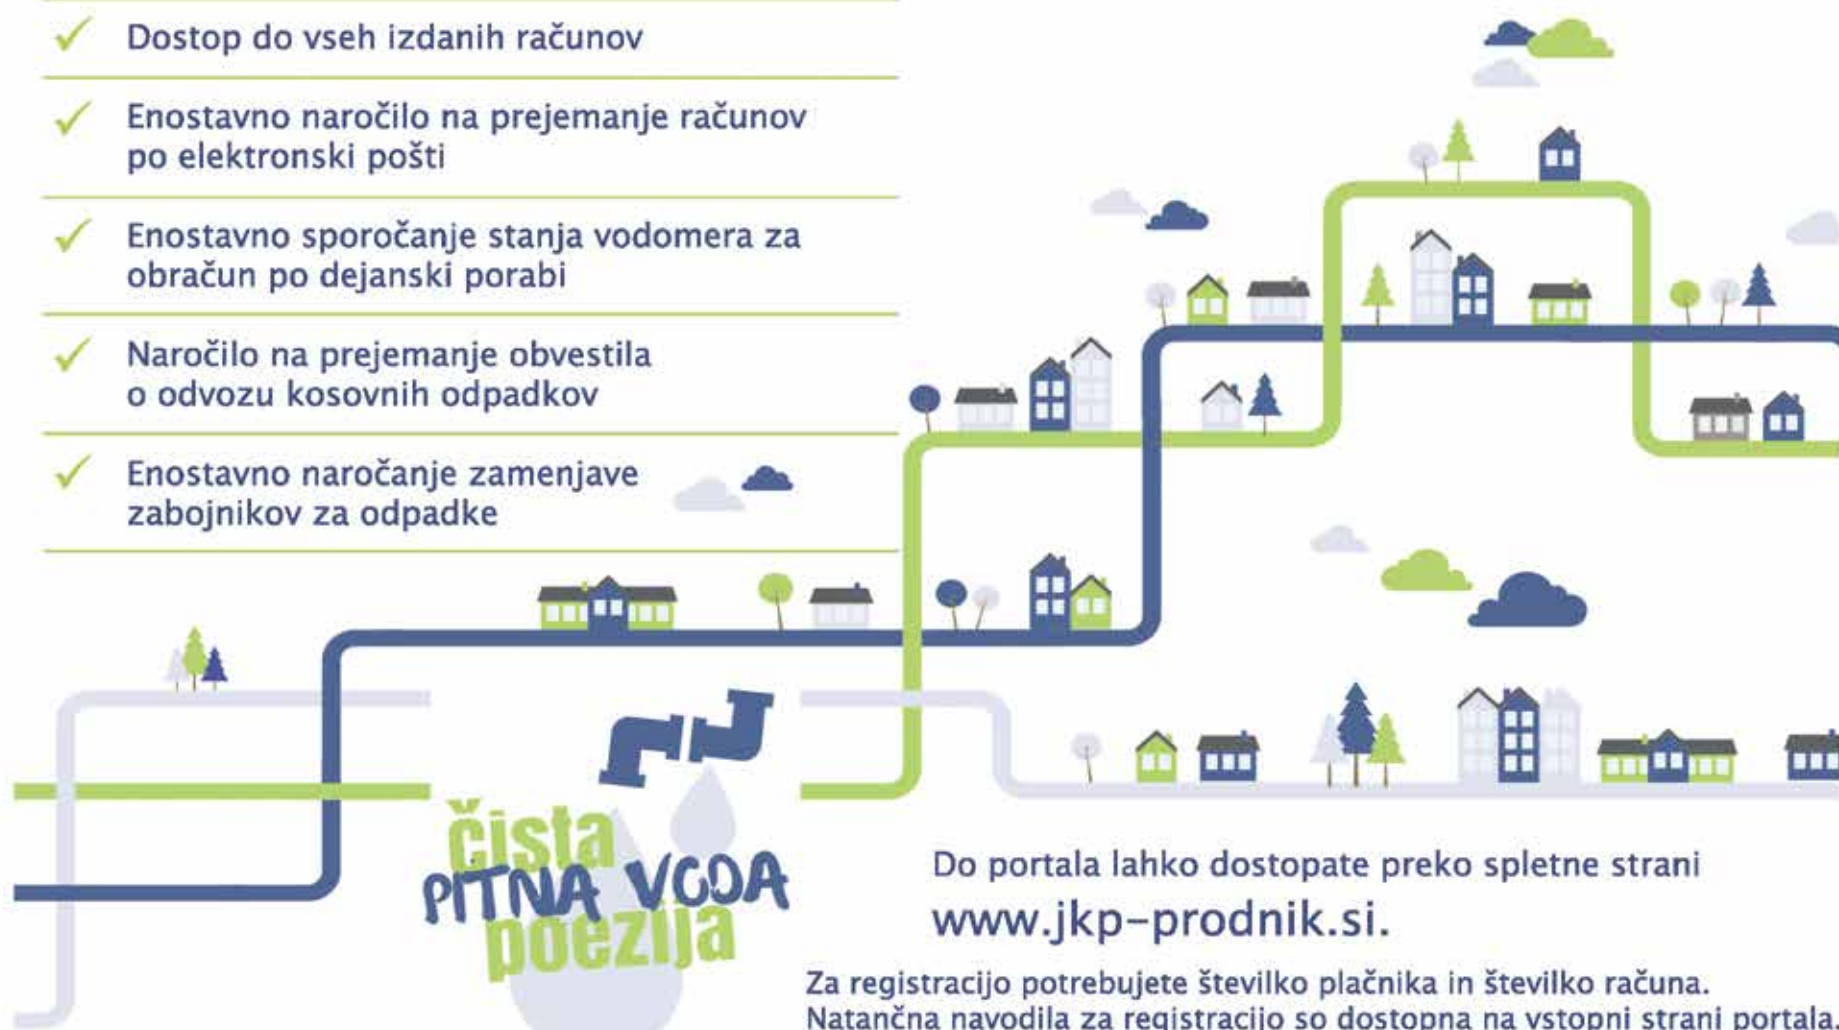 Dostop do vseh izdanih računov
Enostavno naročilo na prejemanje računov
po elektronski pošti
Enostavno sporočanje stanja vodomera za
obračun po dejanski porabi
Naročilo na prejemanje obvestila
o odvozu kosovnih odpadkov
Enostavno naročanje zamenjave
zabojnikov za odpadke
čista
PITNA VODA
poezija
Do portala lahko dostopate preko spletne strani
www.jkp-prodnik.si.
Za registracijo potrebujete številko plačnika in številko računa.
Natančna navodila za registracijo so dostopna na vstopni strani portala.